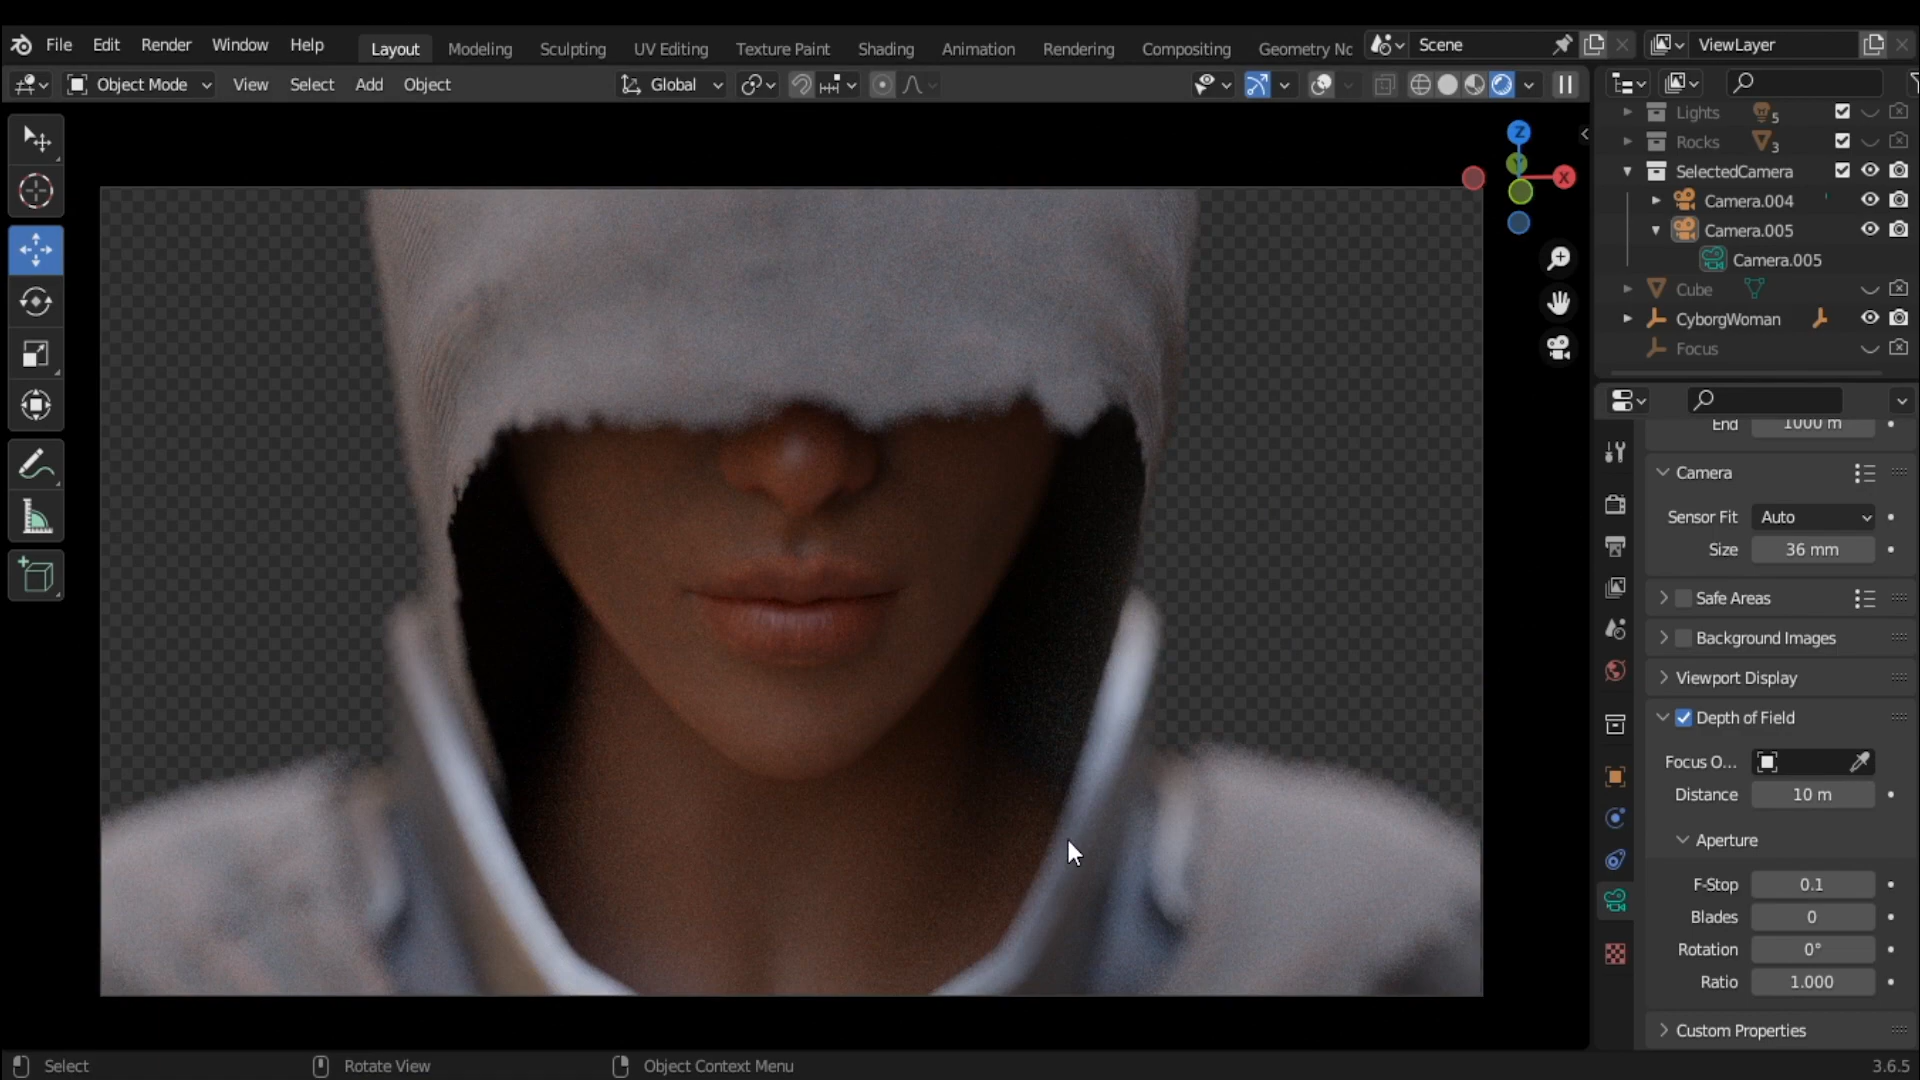 File Edit Render Window Help Layout Modeling Sculpting UV Editing Texture Paint Shading Animation Rendering Compositing Geometry Nc Scene ViewLayer
Object Mode View Select Add Object Global
Z
X
Lights 5
Rocks 3
SelectedCamera
Camera.004
Camera.005
Camera.005
Cube
CyborgWoman
Focus
End 1000 m
Camera
Sensor Fit Auto
Size 36 mm
Safe Areas
Background Images
Viewport Display
Depth of Field
Focus O...
Distance 10 m
Aperture
F-Stop 0.1
Blades 0
Rotation 0°
Ratio 1.000
Custom Properties
Select Rotate View Object Context Menu 3.6.5